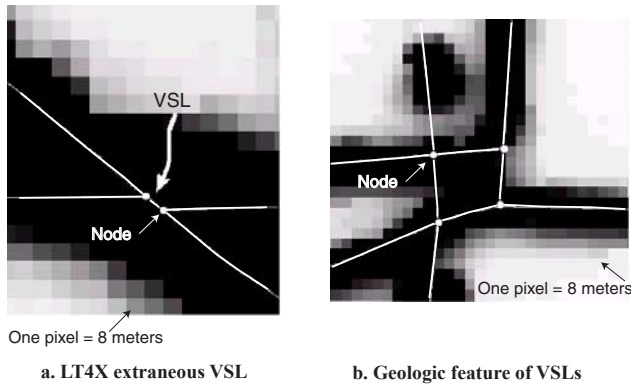 VSL
Node
One pixel = 8 meters
a. LT4X extraneous VSL
Node
One pixel = 8 meters
b. Geologic feature of VSLs